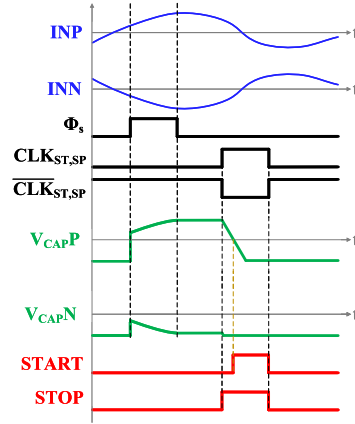 INP
t
INN
t
Φs
CLKST,SP
CLKST,SP
VCAPP
t
VCAPN
t
START
STOP